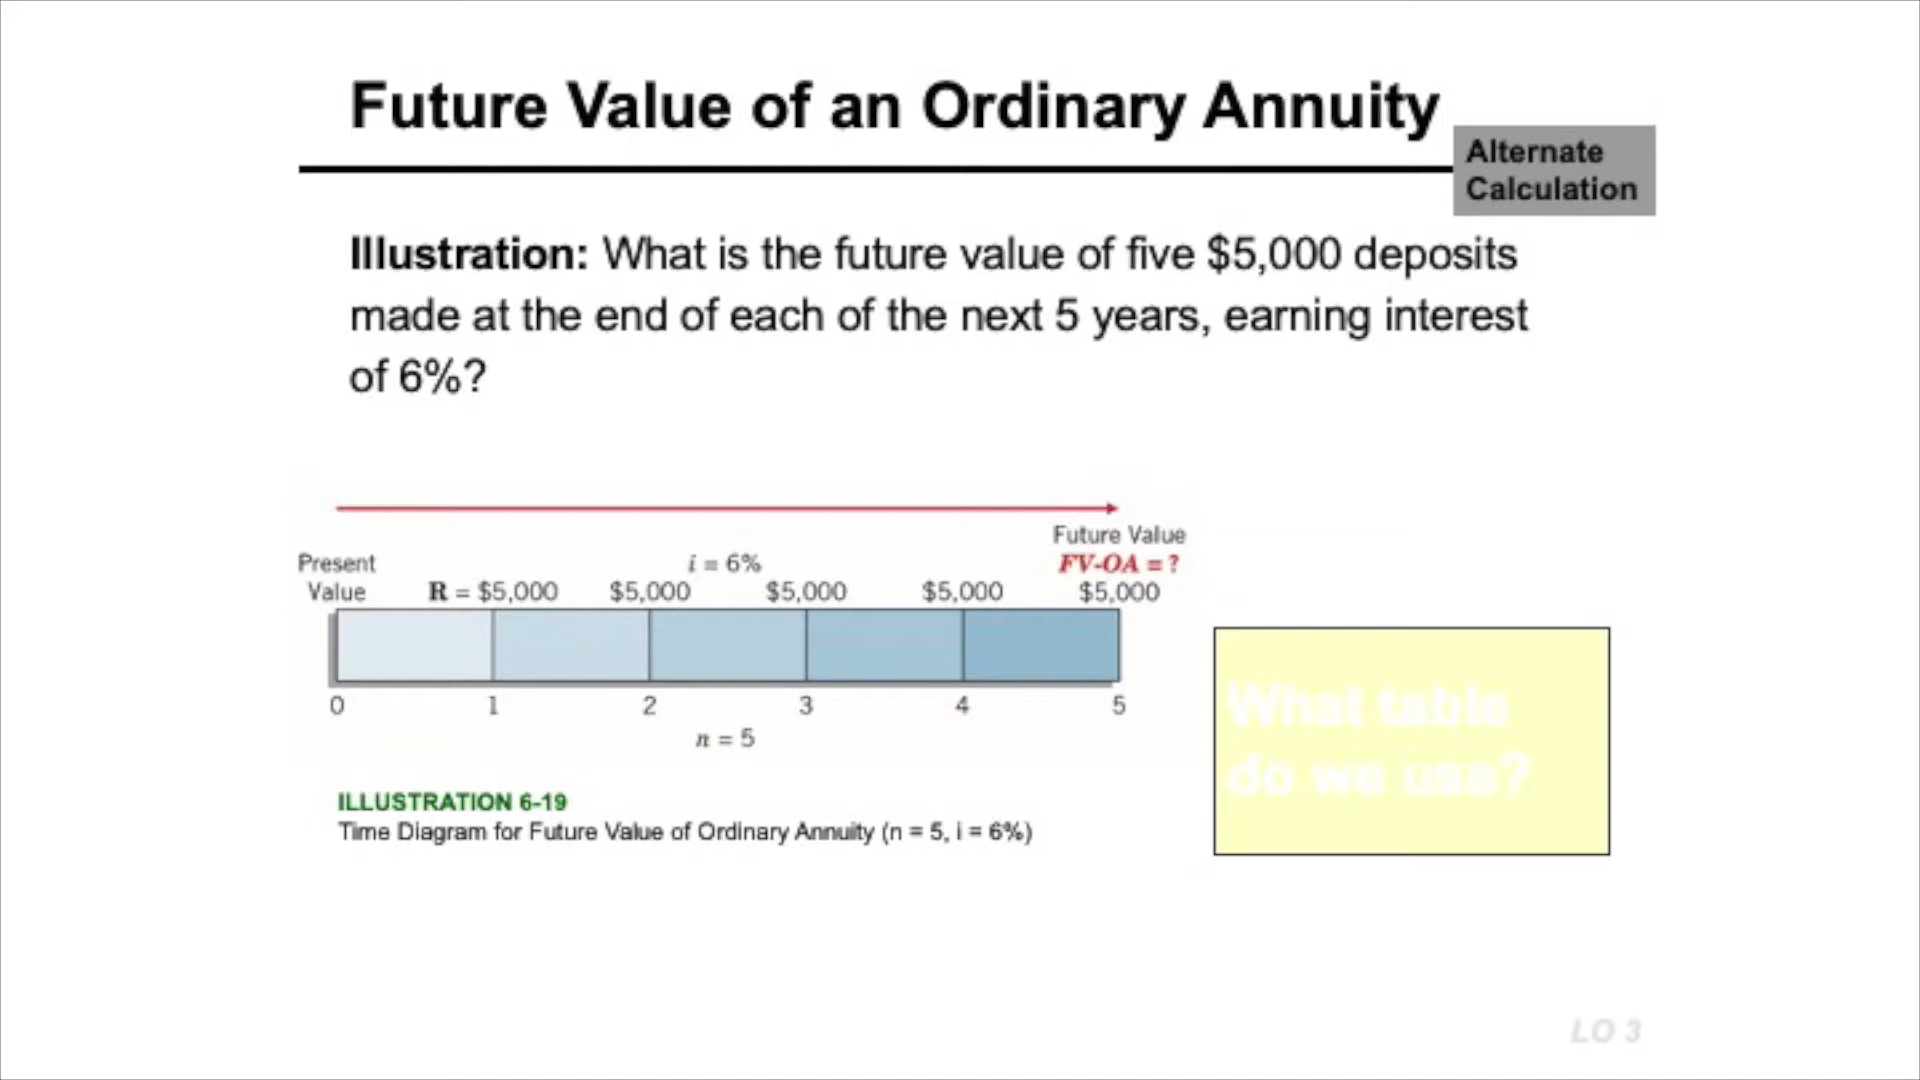 Future Value of an Ordinary Annuity
Alternate
Calculation
Illustration: What is the future value of five $5,000 deposits
made at the end of each of the next 5 years, earning interest
of 6%?
Future Value
Present i = 6% FV-OA = ?
Value R = $5,000 $5,000 $5,000 $5,000 $5,000
0 1 2 3 4 5
n = 5
What table
do we use?
ILLUSTRATION 6-19
Time Diagram for Future Value of Ordinary Annuity (n = 5, i = 6%)
LO 3